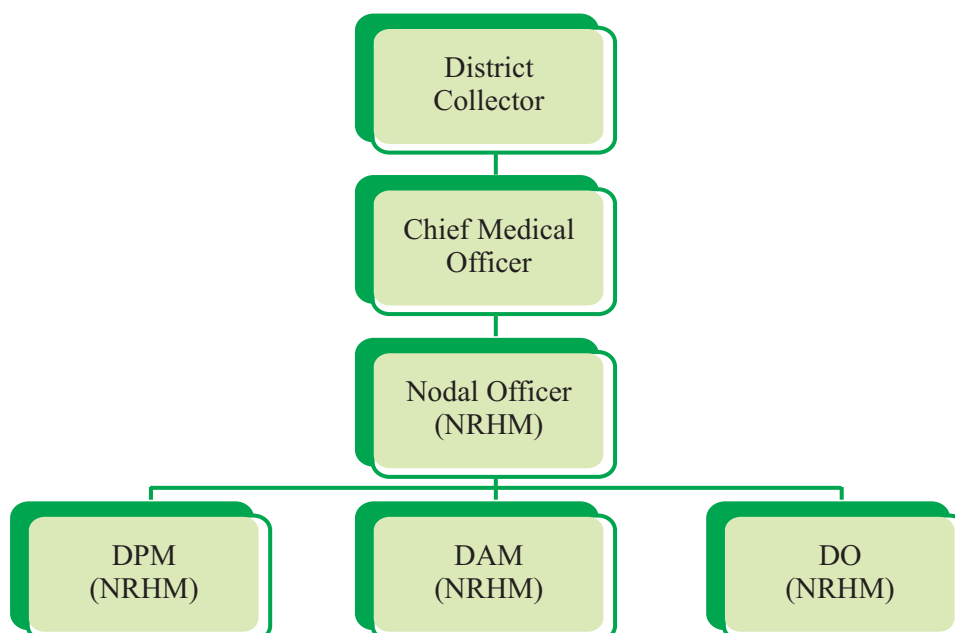 District
Collector
Chief Medical
Officer
Nodal Officer
(NRHM)
DPM
(NRHM)
DAM
(NRHM)
DO
(NRHM)